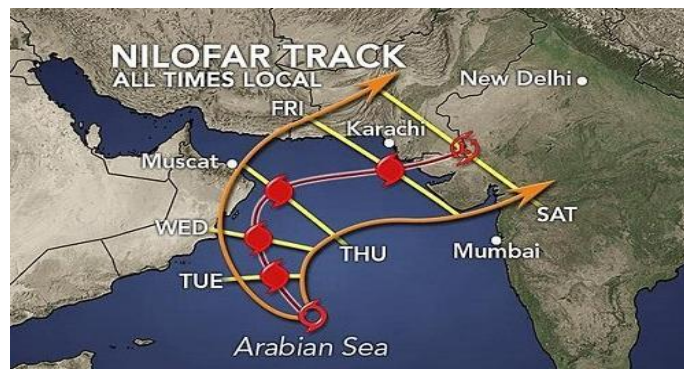 NILOFAR TRACK
ALL TIMES LOCAL
New Delhi
FRI
Karachi
Muscat
SAT
WED
Mumbai
THU
TUE
Arabian Sea